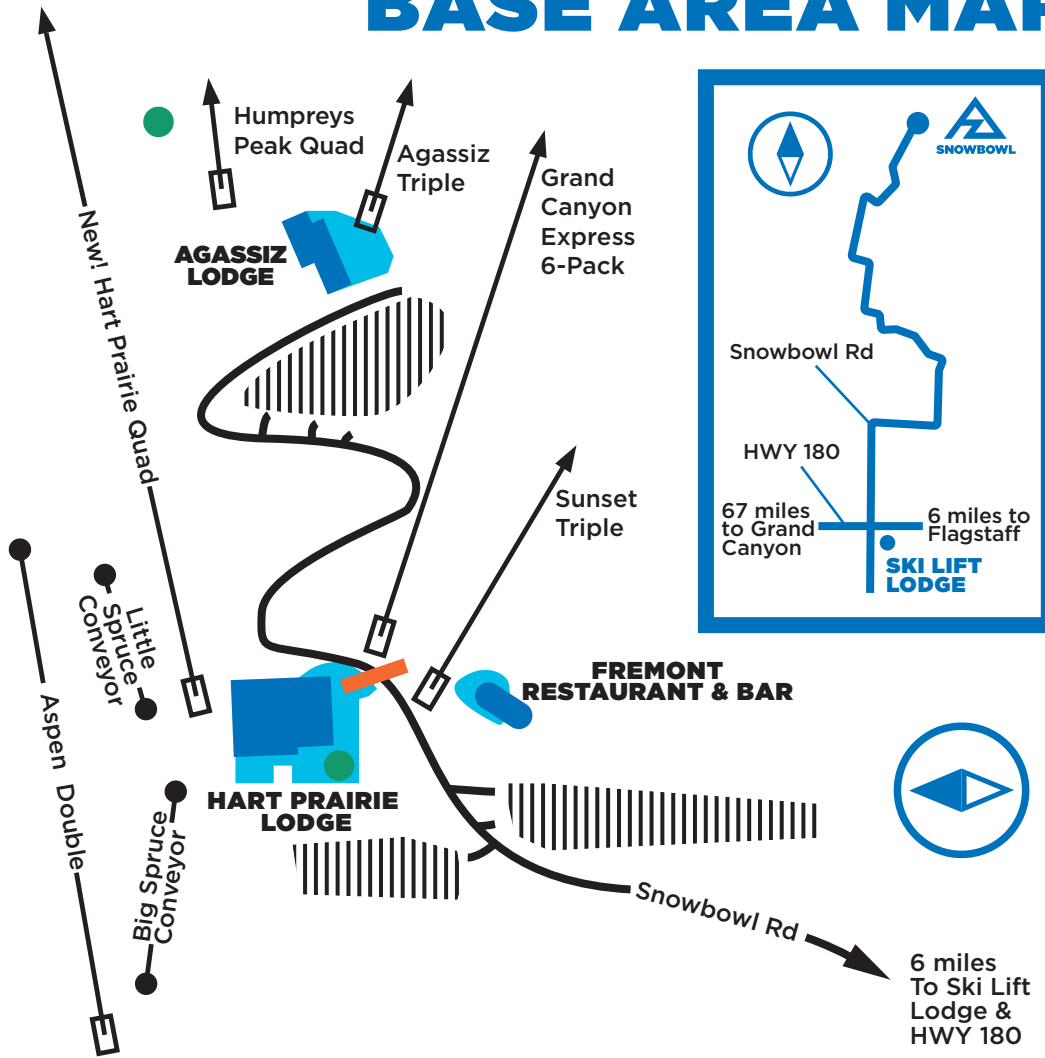 BASE AREA MAP
Humpreys
Peak Quad
Agassiz
Triple
Grand
Canyon
Express
6-Pack
AGASSIZ
LODGE
New! Hart Prairie Quad
Sunset
Triple
Little
Spruce
Conveyor
Aspen Double
FREMONT
RESTAURANT & BAR
HART PRAIRIE
LODGE
Big Spruce
Conveyor
Snowbowl Rd
6 miles
To Ski Lift
Lodge &
HWY 180
SNOWBOWL
Snowbowl Rd
HWY 180
67 miles
to Grand
Canyon
6 miles to
Flagstaff
SKI LIFT
LODGE